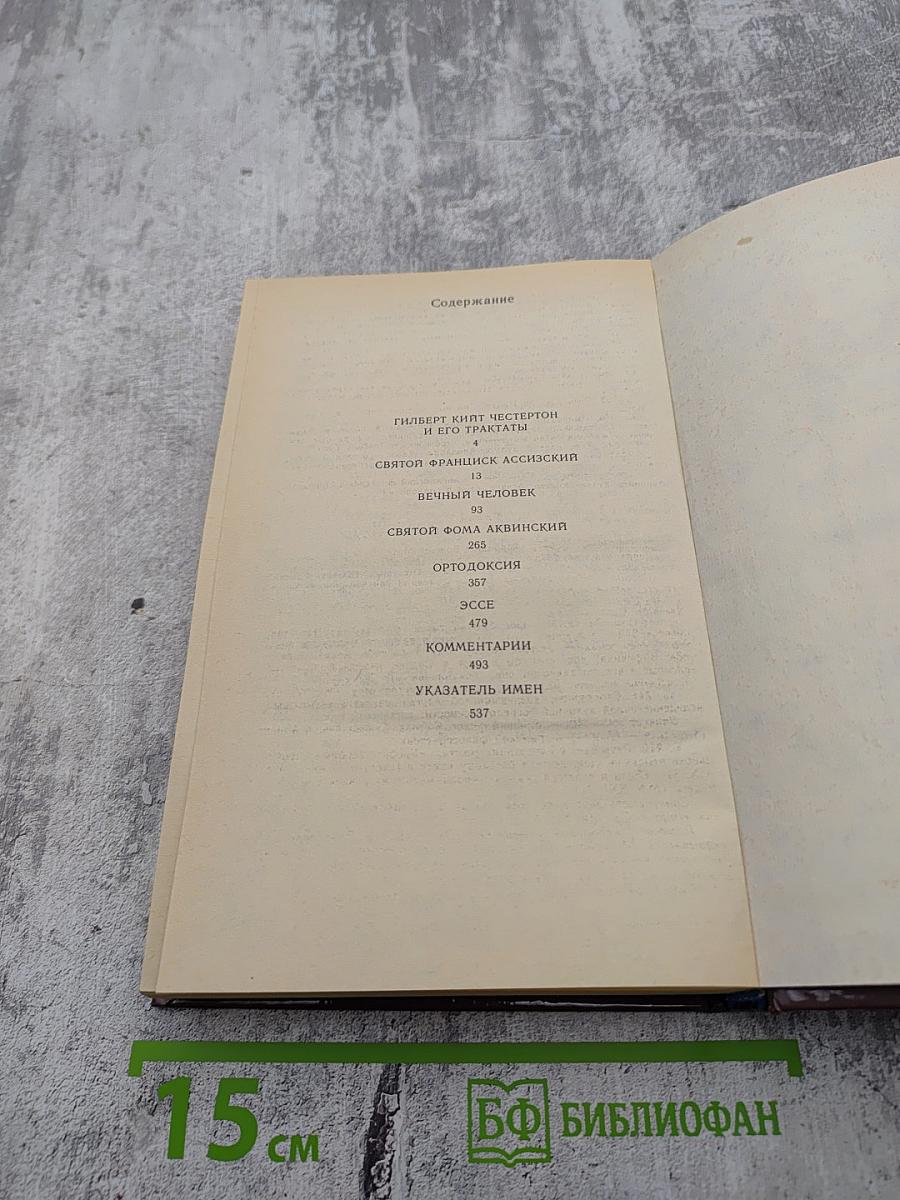 Содержание
ГИЛБЕРТ КИЙТ ЧЕСТЕРТОН
И ЕГО ТРАКТАТЫ
4
СВЯТОЙ ФРАНЦИСК АССИЗСКИЙ
13
ВЕЧНЫЙ ЧЕЛОВЕК
93
СВЯТОЙ ФОМА АКВИНСКИЙ
265
ОРТОДОКСИЯ
357
ЭССЕ
479
КОММЕНТАРИИ
493
УКАЗАТЕЛЬ ИМЕН
537
15 см
БФ БИБЛИОФАН